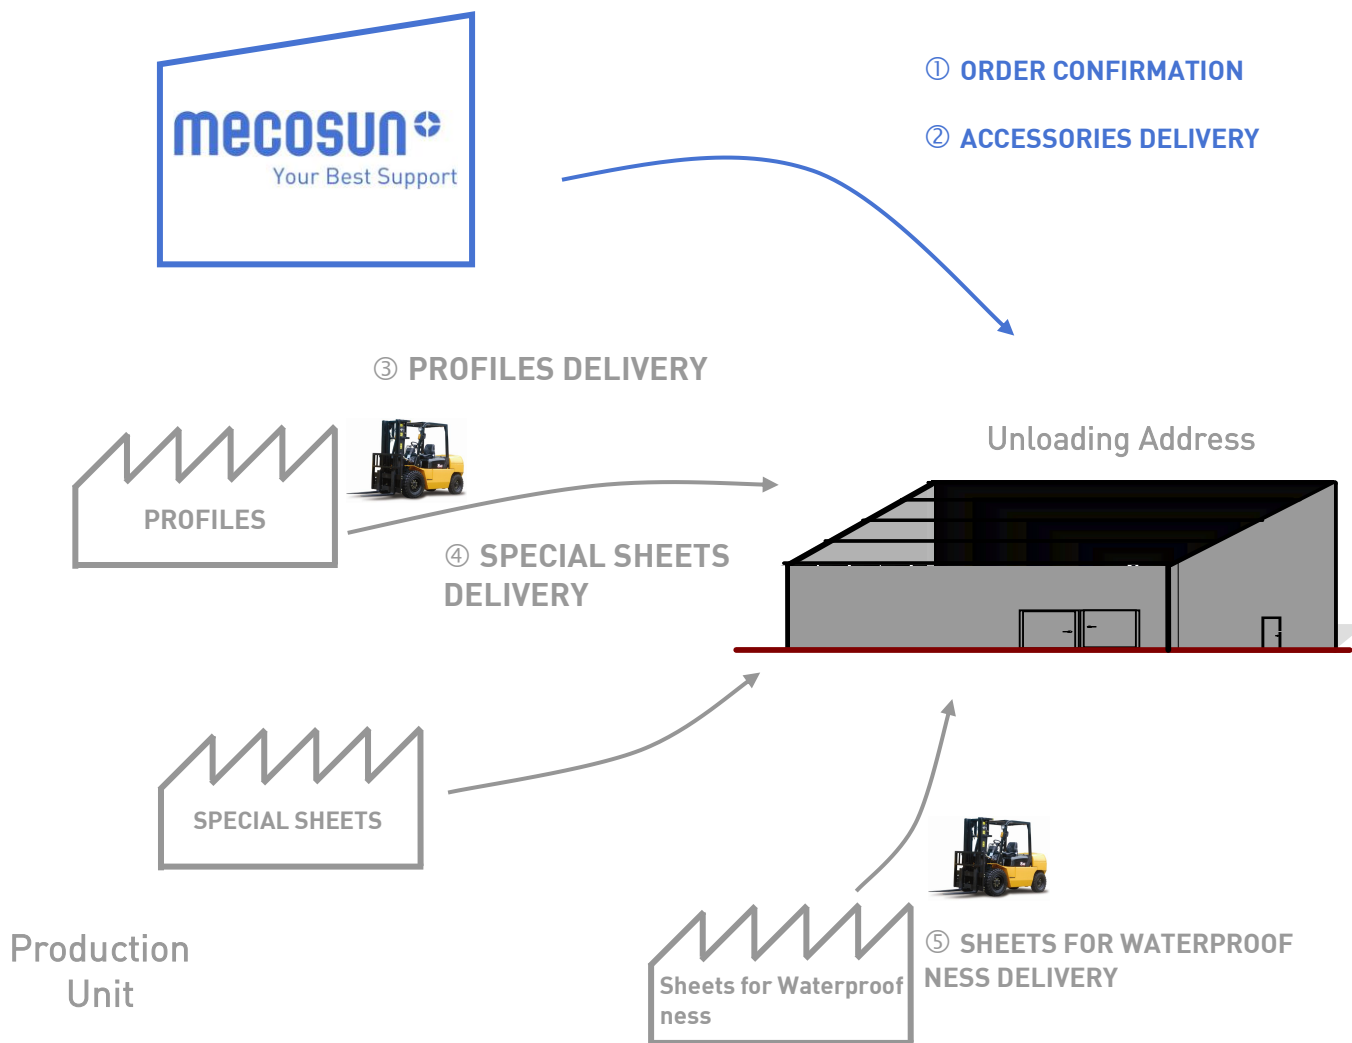 ① ORDER CONFIRMATION
mecosun
② ACCESSORIES DELIVERY
Your Best Support
③ PROFILES DELIVERY
Unloading Address
PROFILES
④ SPECIAL SHEETS
DELIVERY
SPECIAL SHEETS
Production
Unit
⑤ SHEETS FOR WATERPROOF
NESS DELIVERY
Sheets for Waterproof
ness